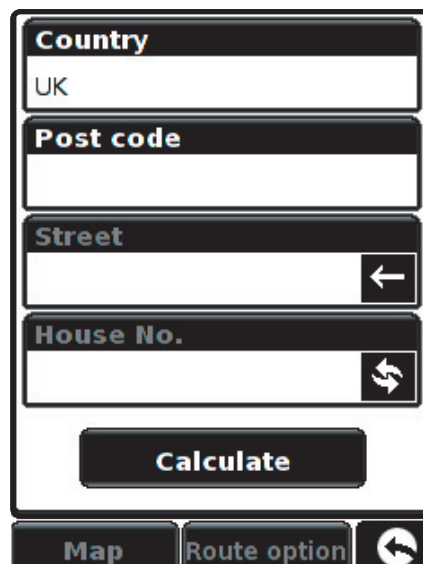 Country
UK
Post code
Street
House No.
Calculate
Map Route option